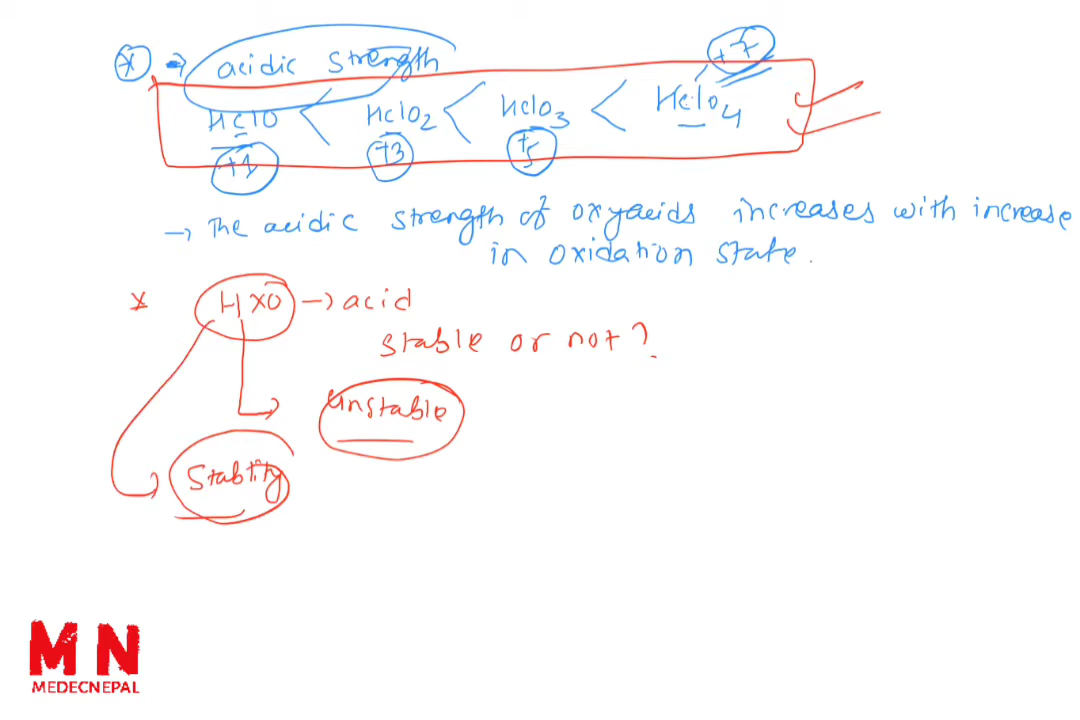 * → acidic strength
HClO < HClO2 < HClO3 < HClO4
+1 +3 +5 +7
→ The acidic strength of oxyacids increases with increase
in oxidation state.
* HXO → acid
stable or not?
unstable
Stabtity
MN
MEDECNEPAL